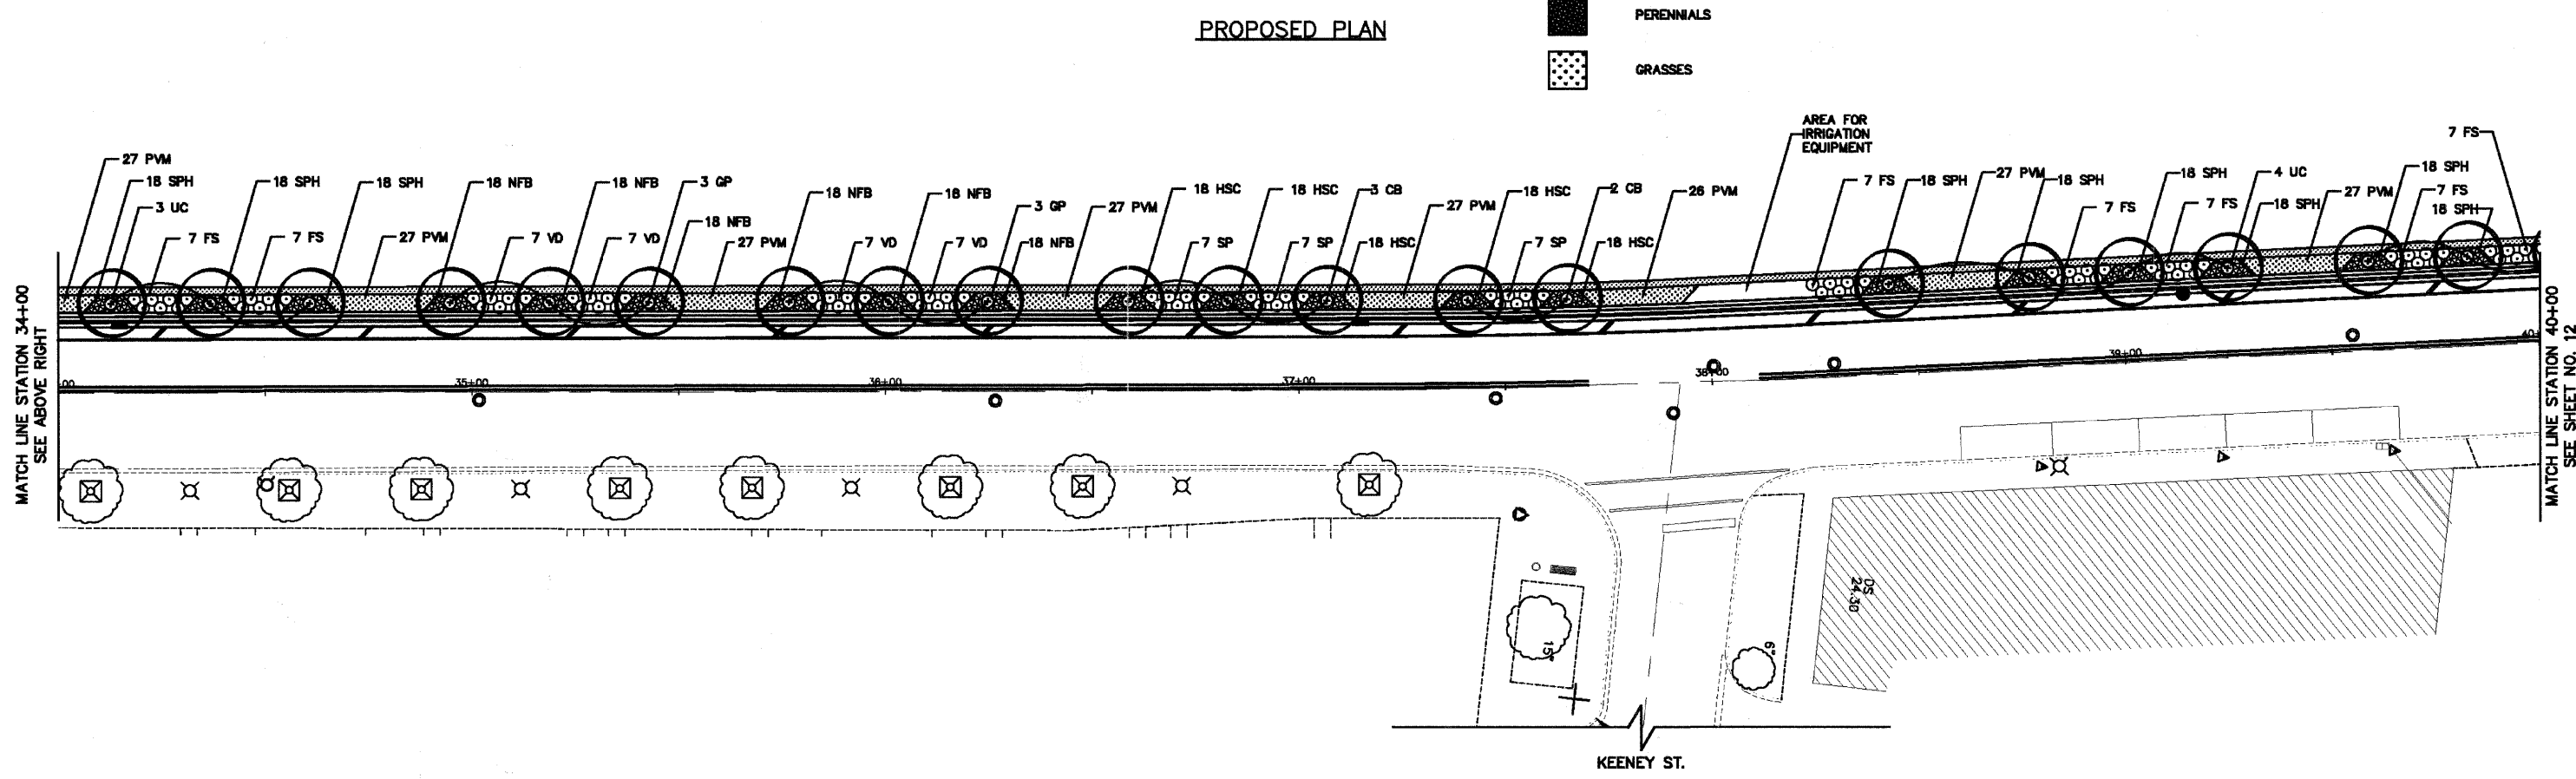 PERENNIALS
PROPOSED PLAN
GRASSES
AREA FOR
IRRIGATION
EQUIPMENT
7 FS
27 PVM
18 SPH
3 UC
7 FS
18 SPH
7 FS
18 SPH
27 PVM
18 NFB
7 VD
18 NFB
7 VD
3 GP
18 NFB
27 PVM
18 NFB
7 VD
18 NFB
7 VD
3 GP
18 NFB
27 PVM
18 HSC
7 SP
18 HSC
7 SP
3 CB
18 HSC
27 PVM
18 HSC
7 SP
2 CB
18 HSC
26 PVM
7 FS
18 SPH
27 PVM
18 SPH
7 FS
18 SPH
7 FS
4 UC
18 SPH
27 PVM
18 SPH
7 FS
18 SPH
MATCH LINE STATION 34+00
SEE ABOVE RIGHT
00
35+00
36+00
37+00
38+00
39+00
40+
MATCH LINE STATION 40+00
SEE SHEET NO. 12
DS
24.30
15"
6"
KEENEY ST.